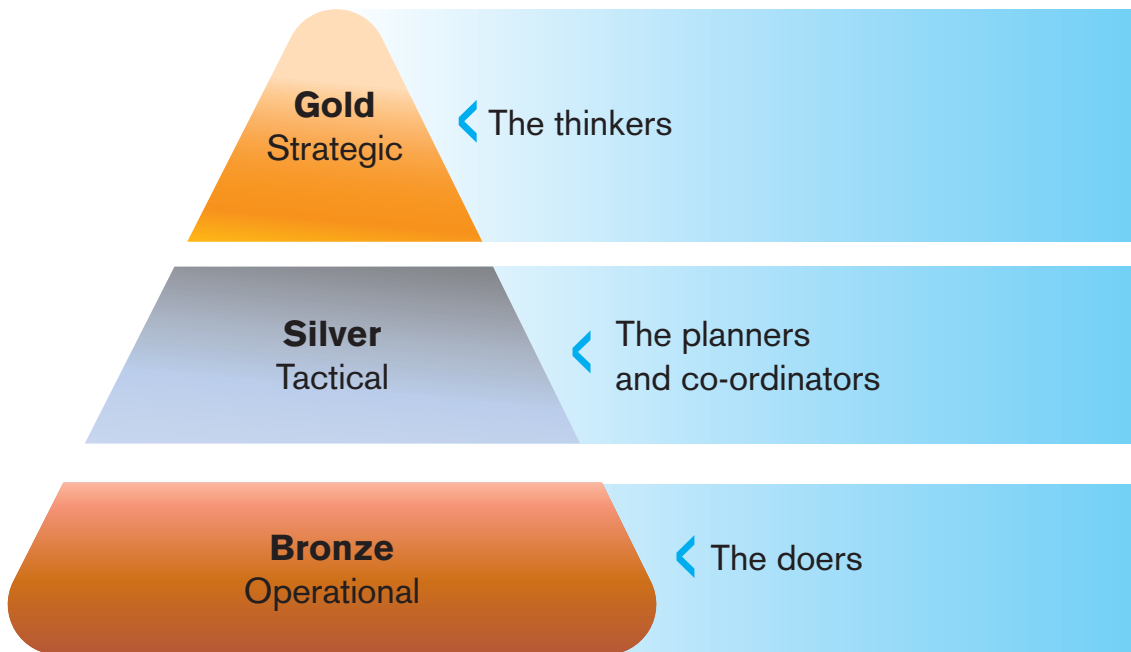 Gold
Strategic
The thinkers
Silver
Tactical
The planners
and co-ordinators
Bronze
Operational
The doers